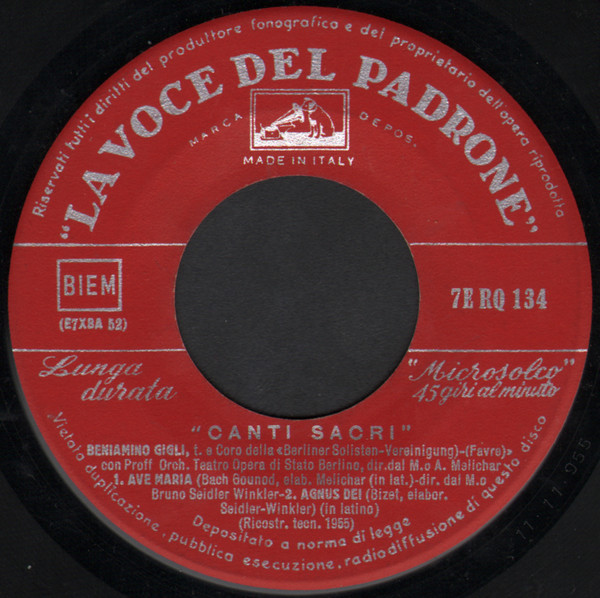 Riservati tutti i diritti del produttore fonografico e del proprietario dell'opera riprodotta
"LA VOCE DEL PADRONE"
MARCA DEPOS.
MADE IN ITALY
BIEM
(E7XBA 52)
7E RQ 134
Lunga durata
"Microsolco"
45 giri al minuto
"CANTI SACRI"
BENIAMINO GIGLI, t. e Coro della «Berliner Solisten-Vereinigung)-(Favre)»
con Proff Orch. Teatro Opera di Stato Berlino, dir. dal M.o A. Melichar
1. AVE MARIA (Bach Gounod, elab. Melichar (in lat.)-dir. dal M.o
Bruno Seidler Winkler-2. AGNUS DEI (Bizet, elabor.
Seidler-Winkler) (in latino)
(Ricostr. tecn. 1955)
Depositato a norma di legge
Vietata duplicazione, pubblica esecuzione, radiodiffusione di questo disco
11.11.955